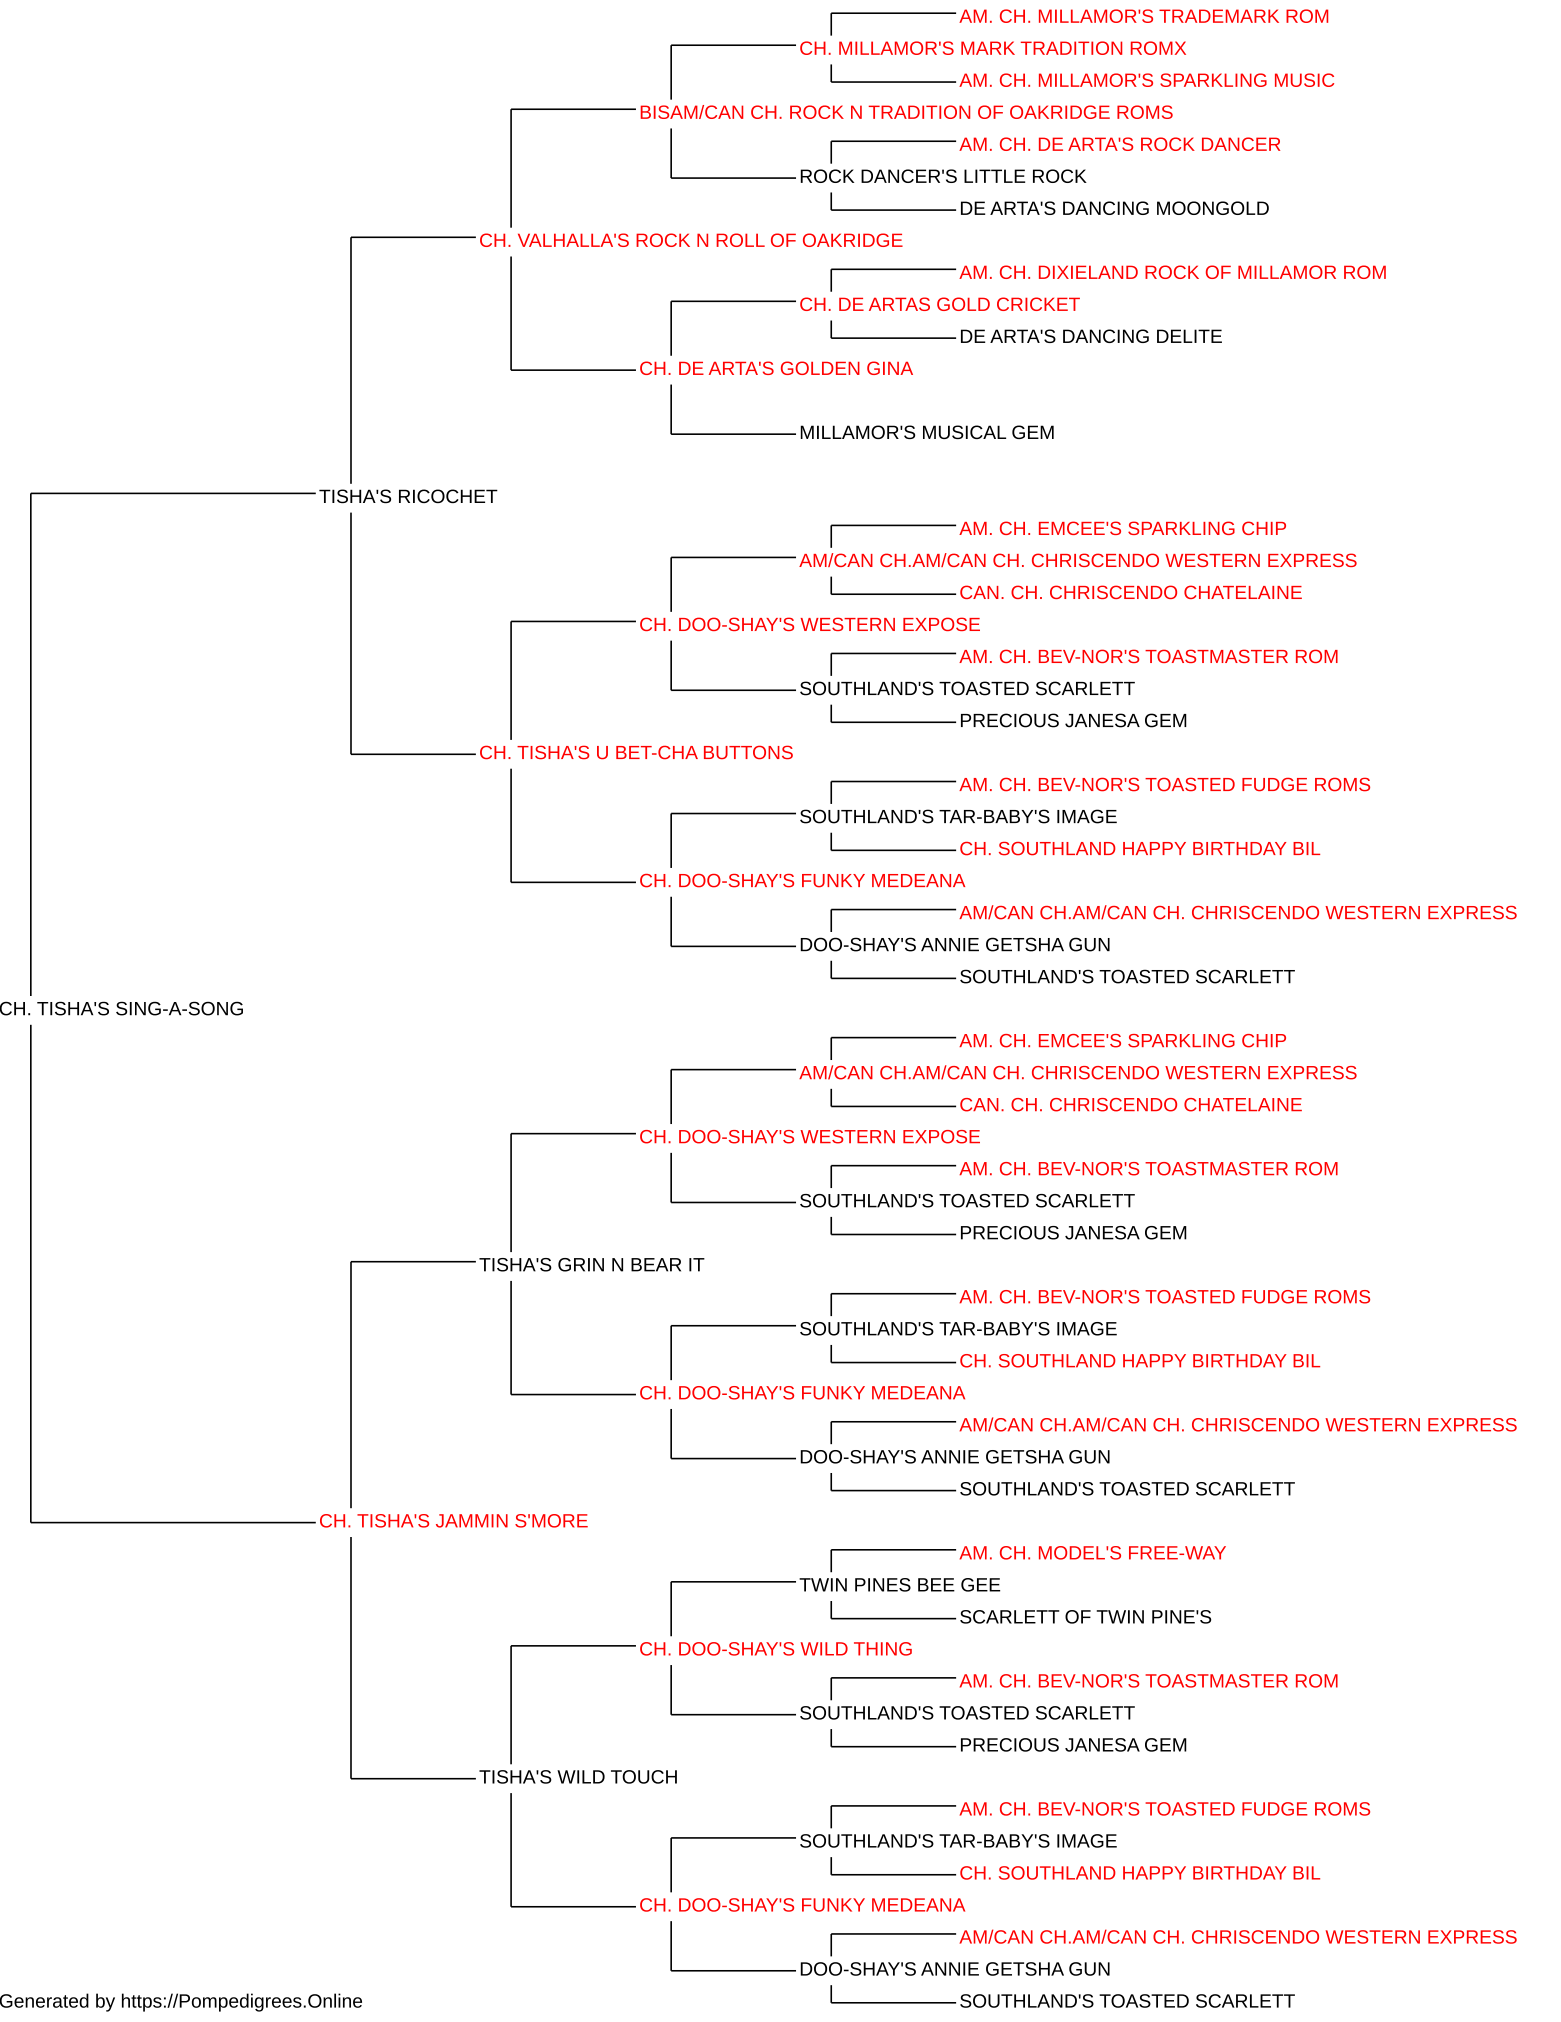 AM. CH. MILLAMOR'S TRADEMARK ROM
CH. MILLAMOR'S MARK TRADITION ROMX
AM. CH. MILLAMOR'S SPARKLING MUSIC
BISAM/CAN CH. ROCK N TRADITION OF OAKRIDGE ROMS
AM. CH. DE ARTA'S ROCK DANCER
ROCK DANCER'S LITTLE ROCK
DE ARTA'S DANCING MOONGOLD
CH. VALHALLA'S ROCK N ROLL OF OAKRIDGE
AM. CH. DIXIELAND ROCK OF MILLAMOR ROM
CH. DE ARTAS GOLD CRICKET
DE ARTA'S DANCING DELITE
CH. DE ARTA'S GOLDEN GINA
MILLAMOR'S MUSICAL GEM
TISHA'S RICOCHET
AM. CH. EMCEE'S SPARKLING CHIP
AM/CAN CH.AM/CAN CH. CHRISCENDO WESTERN EXPRESS
CAN. CH. CHRISCENDO CHATELAINE
CH. DOO-SHAY'S WESTERN EXPOSE
AM. CH. BEV-NOR'S TOASTMASTER ROM
SOUTHLAND'S TOASTED SCARLETT
PRECIOUS JANESA GEM
CH. TISHA'S U BET-CHA BUTTONS
AM. CH. BEV-NOR'S TOASTED FUDGE ROMS
SOUTHLAND'S TAR-BABY'S IMAGE
CH. SOUTHLAND HAPPY BIRTHDAY BIL
CH. DOO-SHAY'S FUNKY MEDEANA
AM/CAN CH.AM/CAN CH. CHRISCENDO WESTERN EXPRESS
DOO-SHAY'S ANNIE GETSHA GUN
SOUTHLAND'S TOASTED SCARLETT
CH. TISHA'S SING-A-SONG
AM. CH. EMCEE'S SPARKLING CHIP
AM/CAN CH.AM/CAN CH. CHRISCENDO WESTERN EXPRESS
CAN. CH. CHRISCENDO CHATELAINE
CH. DOO-SHAY'S WESTERN EXPOSE
AM. CH. BEV-NOR'S TOASTMASTER ROM
SOUTHLAND'S TOASTED SCARLETT
PRECIOUS JANESA GEM
TISHA'S GRIN N BEAR IT
AM. CH. BEV-NOR'S TOASTED FUDGE ROMS
SOUTHLAND'S TAR-BABY'S IMAGE
CH. SOUTHLAND HAPPY BIRTHDAY BIL
CH. DOO-SHAY'S FUNKY MEDEANA
AM/CAN CH.AM/CAN CH. CHRISCENDO WESTERN EXPRESS
DOO-SHAY'S ANNIE GETSHA GUN
SOUTHLAND'S TOASTED SCARLETT
CH. TISHA'S JAMMIN S'MORE
AM. CH. MODEL'S FREE-WAY
TWIN PINES BEE GEE
SCARLETT OF TWIN PINE'S
CH. DOO-SHAY'S WILD THING
AM. CH. BEV-NOR'S TOASTMASTER ROM
SOUTHLAND'S TOASTED SCARLETT
PRECIOUS JANESA GEM
TISHA'S WILD TOUCH
AM. CH. BEV-NOR'S TOASTED FUDGE ROMS
SOUTHLAND'S TAR-BABY'S IMAGE
CH. SOUTHLAND HAPPY BIRTHDAY BIL
CH. DOO-SHAY'S FUNKY MEDEANA
AM/CAN CH.AM/CAN CH. CHRISCENDO WESTERN EXPRESS
DOO-SHAY'S ANNIE GETSHA GUN
SOUTHLAND'S TOASTED SCARLETT
Generated by https://Pompedigrees.Online